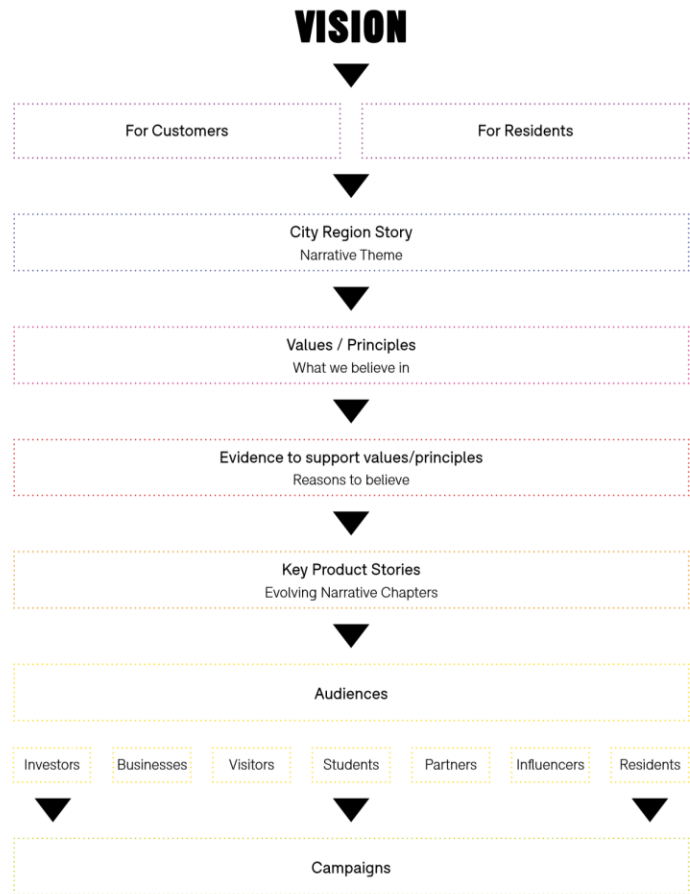 VISION
For Customers
For Residents
City Region Story
Narrative Theme
Values / Principles
What we believe in
Evidence to support values/principles
Reasons to believe
Key Product Stories
Evolving Narrative Chapters
Audiences
Investors
Businesses
Visitors
Students
Partners
Influencers
Residents
Campaigns